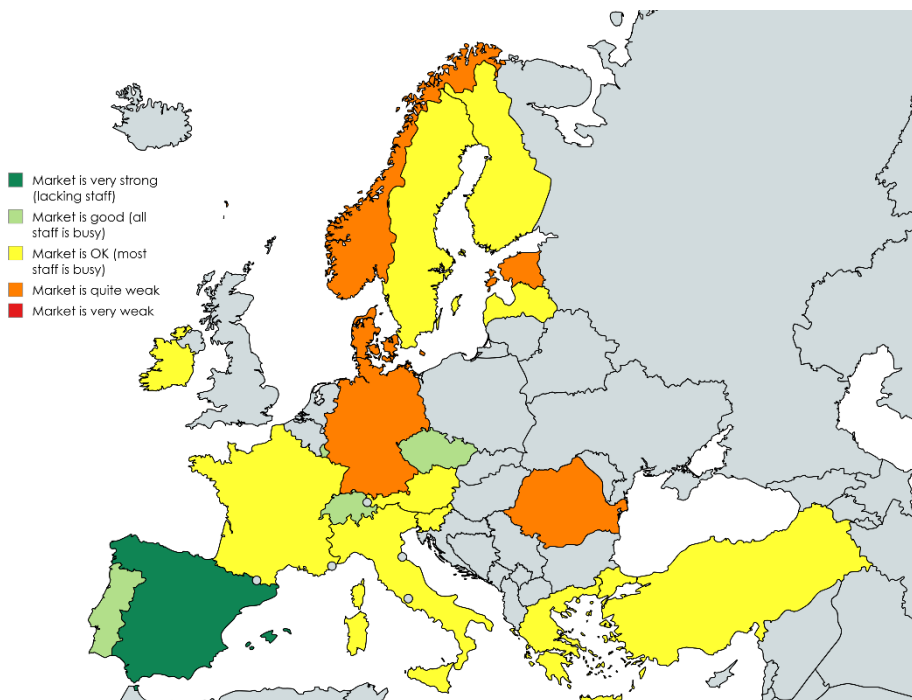 Market is very strong
(lacking staff)
Market is good (all
staff is busy)
Market is OK (most
staff is busy)
Market is quite weak
Market is very weak